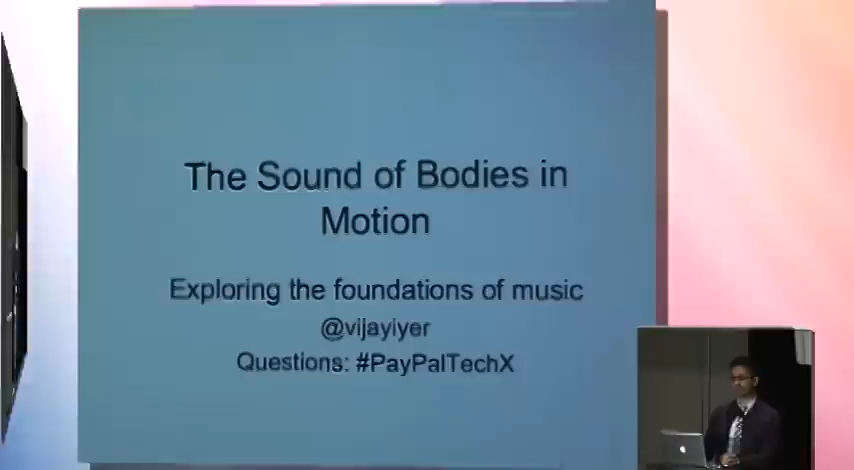 The Sound of Bodies in
Motion
Exploring the foundations of music
@vijayiyer
Questions: #PayPalTechX